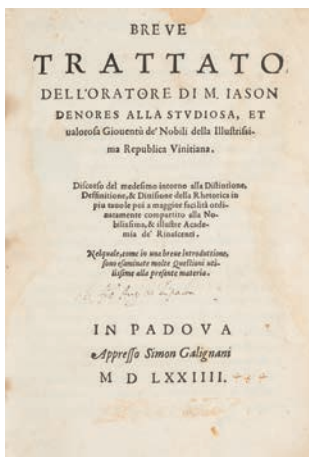 BREVE
TRATTATO
DELL'ORATORE DI M. IASON
DENORES ALLA STVDIOSA, ET
ualorosa Giouentù de' Nobili della Illustrissi-
ma Republica Vinitiana.
Discorso del medesimo intorno alla Distintione,
Deffinitione, & Diuisione della Rhetorica in
piu tauole poi a maggior facilità ordi-
natamente compartito alla No-
bilissima, & illustre Acade-
mia de' Rinascenti.
Nelquale, come in una breue introduttione,
sono esaminate molte Questioni uti-
lissime alla presente materia.
IN PADOVA
Appresso Simon Galignani
M D LXXIIII.